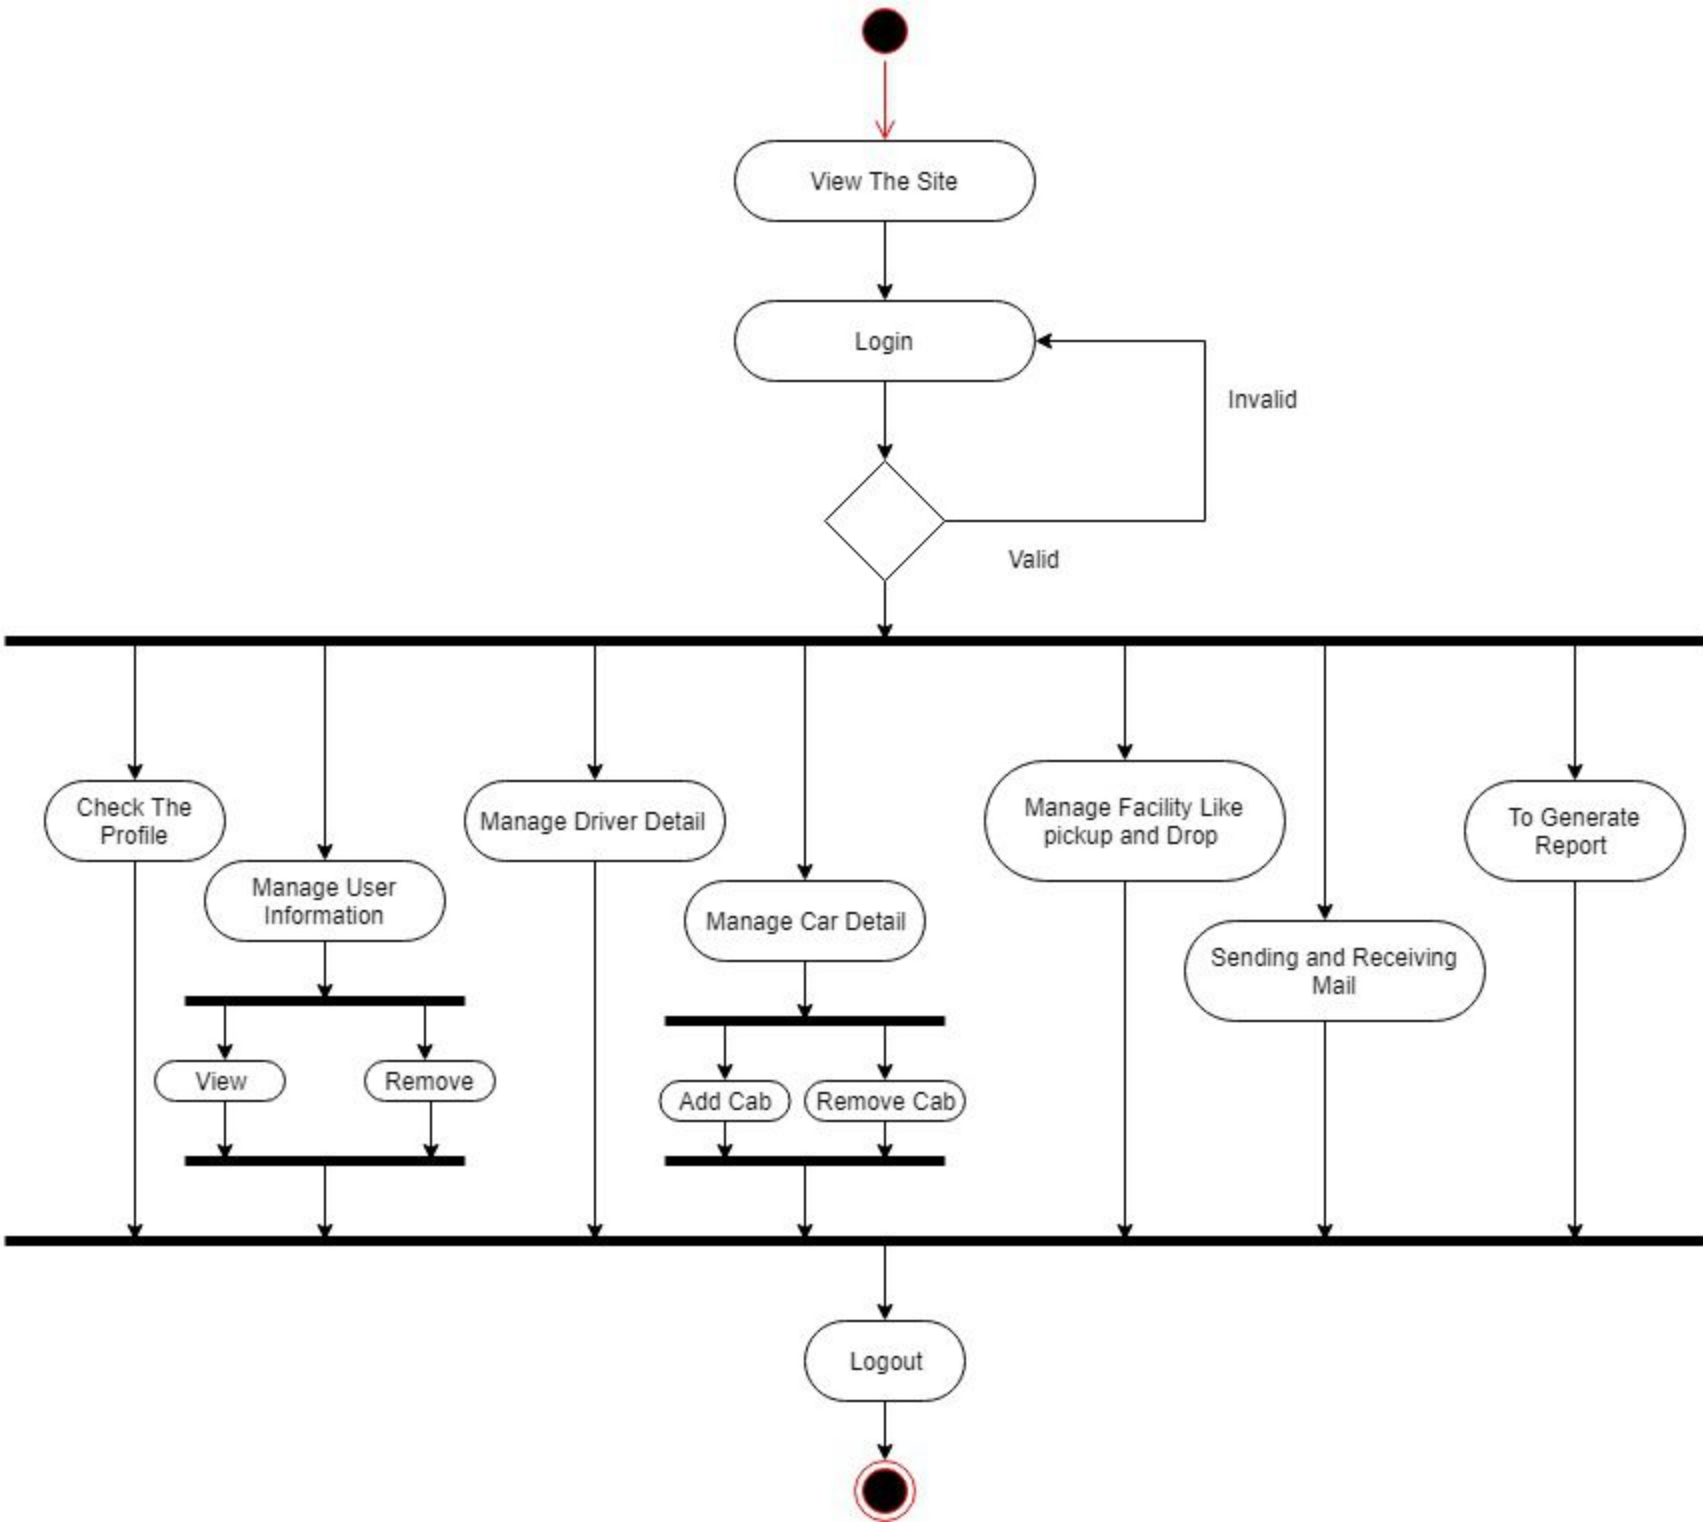 View The Site
Login
Invalid
Valid
Check The
Profile
Manage User
Information
View
Remove
Manage Driver Detail
Manage Car Detail
Add Cab
Remove Cab
Manage Facility Like
pickup and Drop
Sending and Receiving
Mail
To Generate
Report
Logout